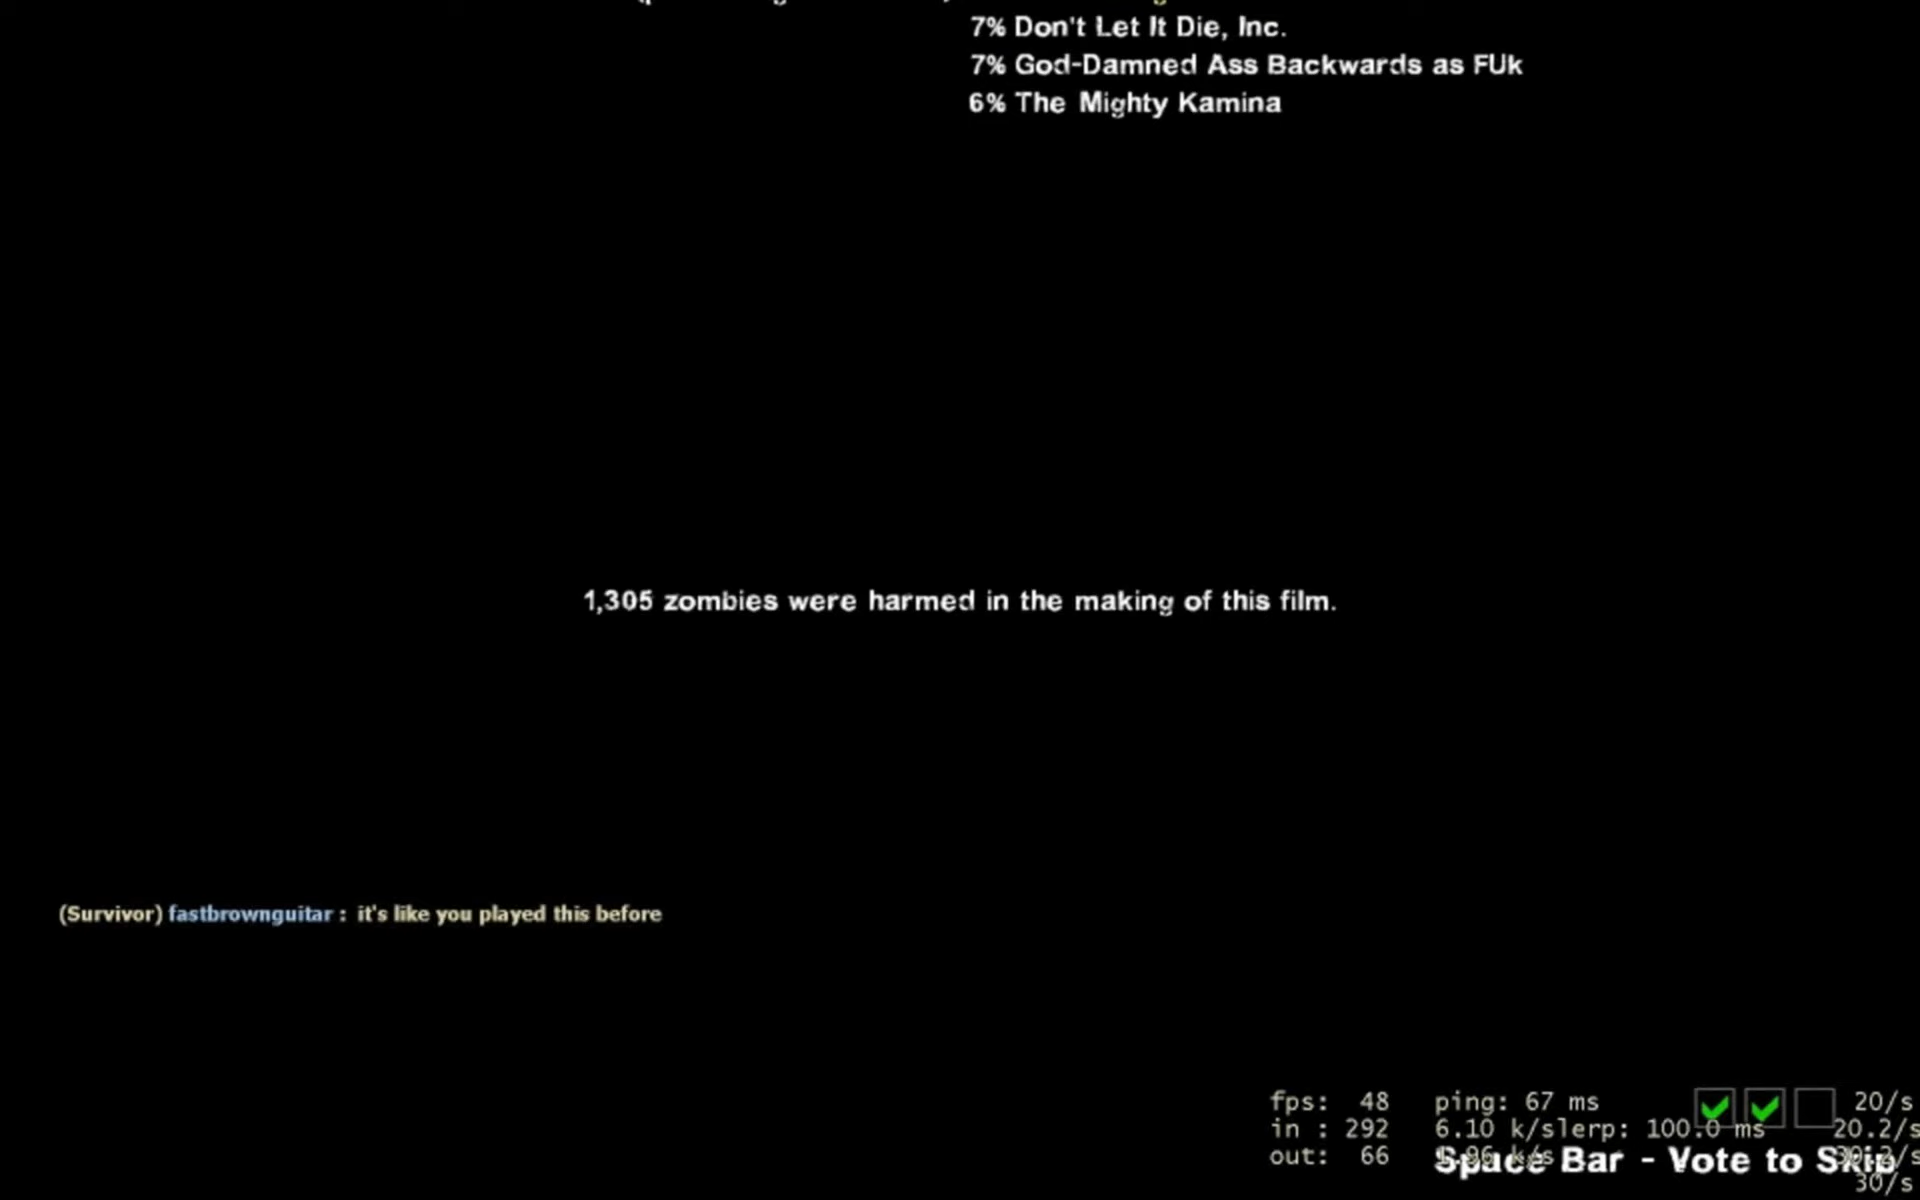 7% Don't Let It Die, Inc.
7% God-Damned Ass Backwards as FUk
6% The Mighty Kamina
1,305 zombies were harmed in the making of this film.
(Survivor) fastbrownguitar : it's like you played this before
fps: 48 ping: 67 ms 20/s
in : 292 6.10 k/s lerp: 100.0 ms 20.2/s
out: 66 k/s
Space Bar - Vote to Skip
30/s